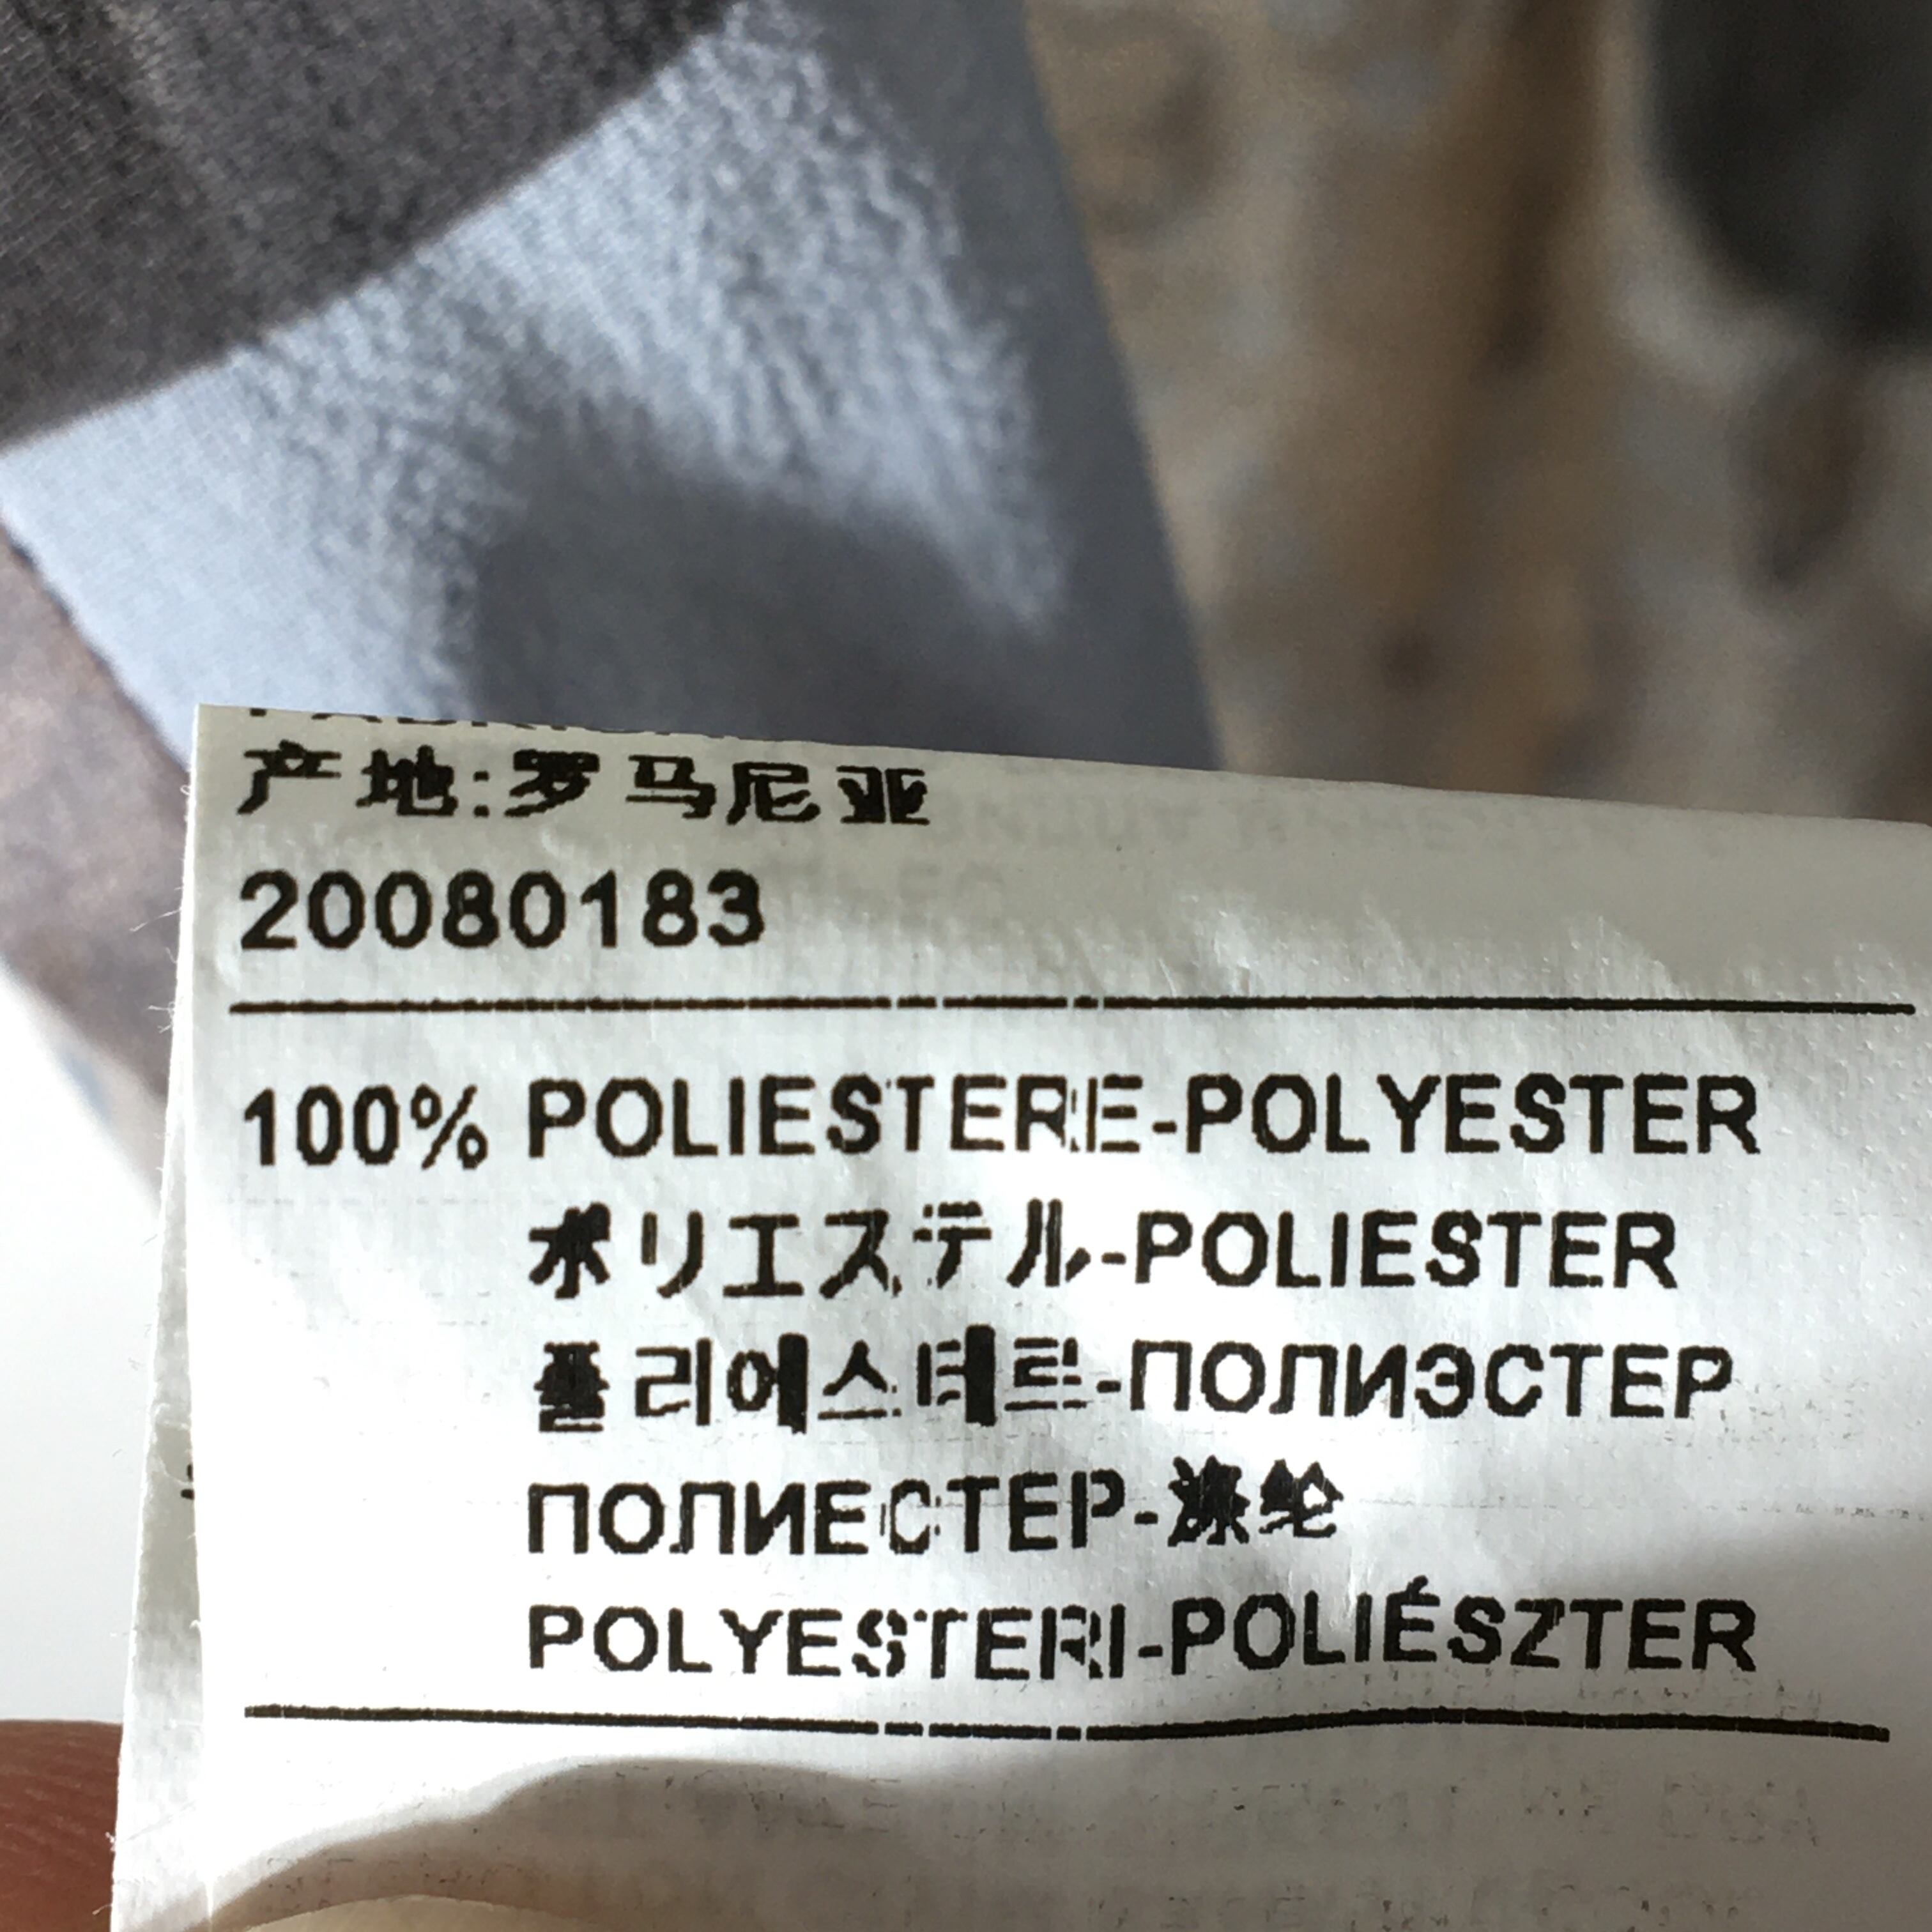 产地:罗马尼亚
20080183
100% POLIESTERE-POLYESTER
ポリエステル-POLIESTER
폴리에스테르-ПОЛИЭСТЕР
ПОЛИЕСТЕР-涤纶
POLYESTERI-POLIÉSZTER